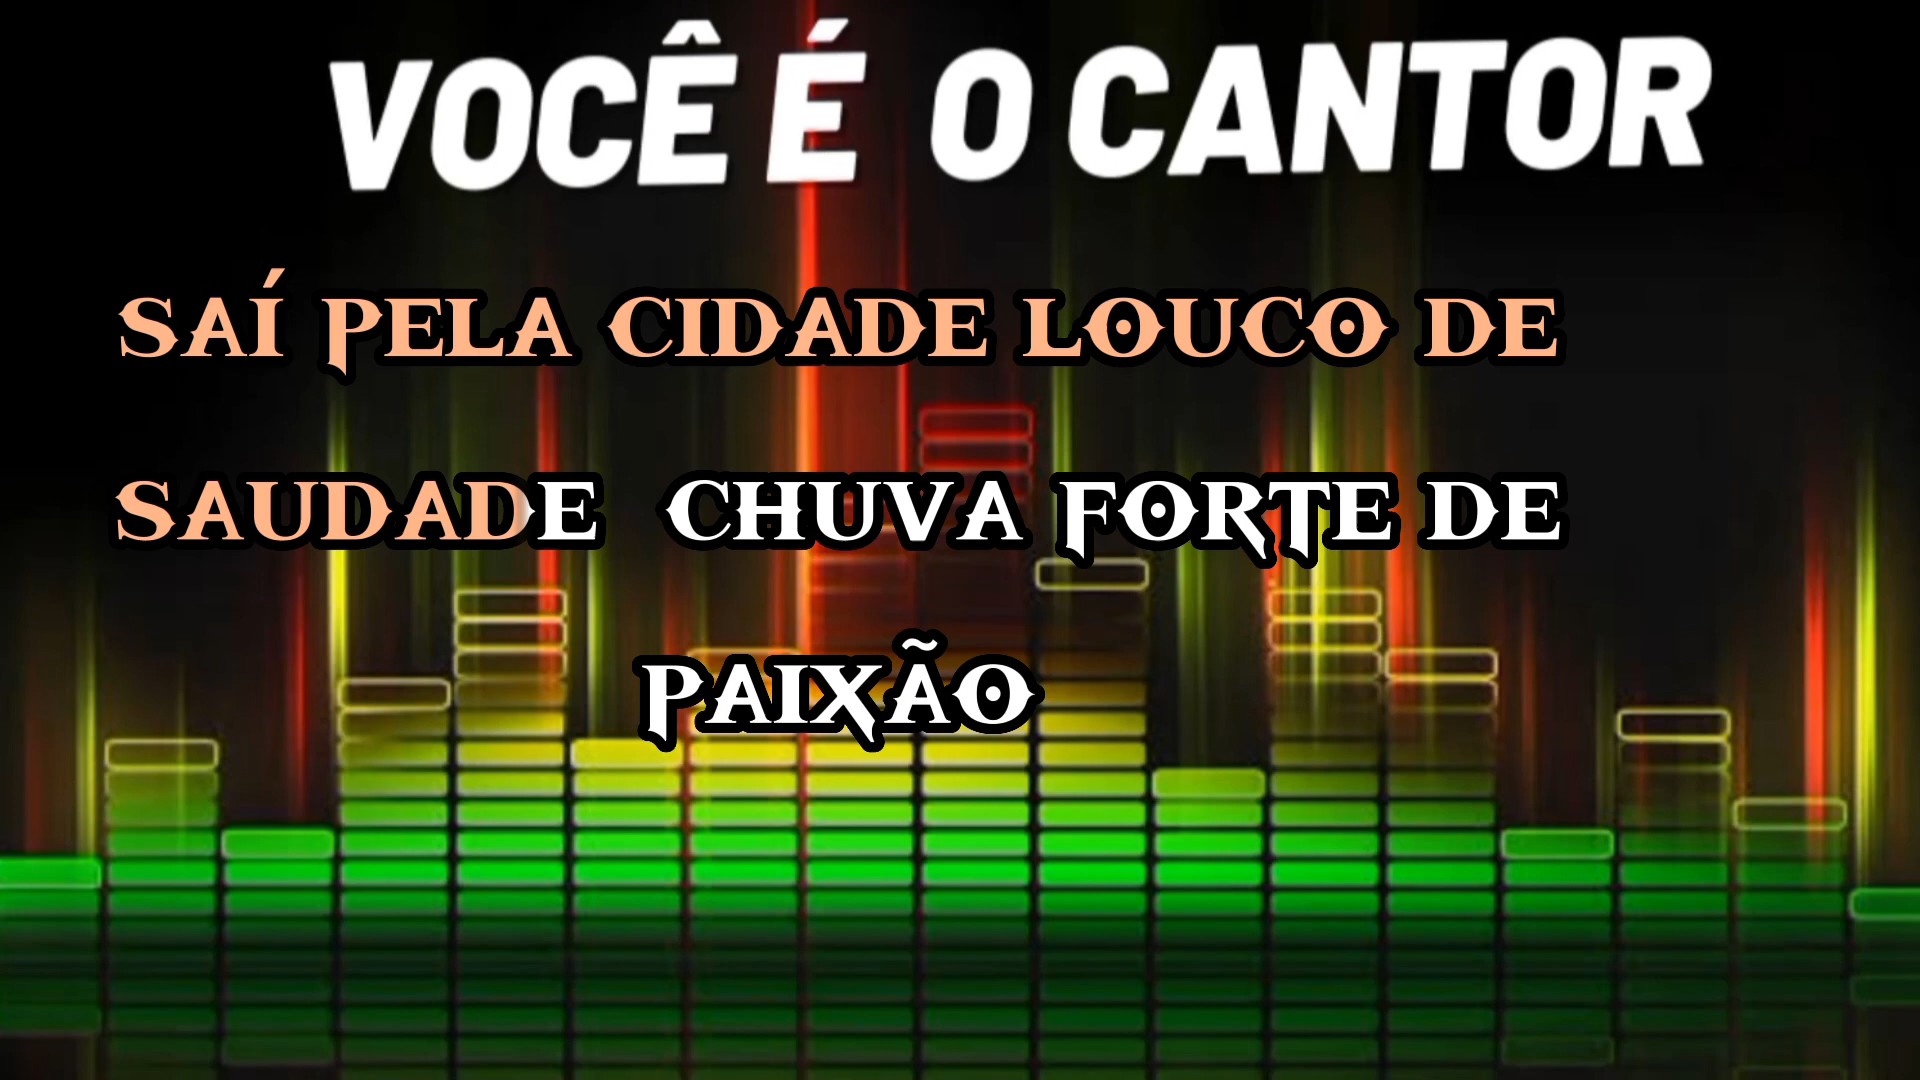 VOCÊ É O CANTOR
SAÍ PELA CIDADE LOUCO DE
SAUDADE CHUVA FORTE DE
PAIXÃO